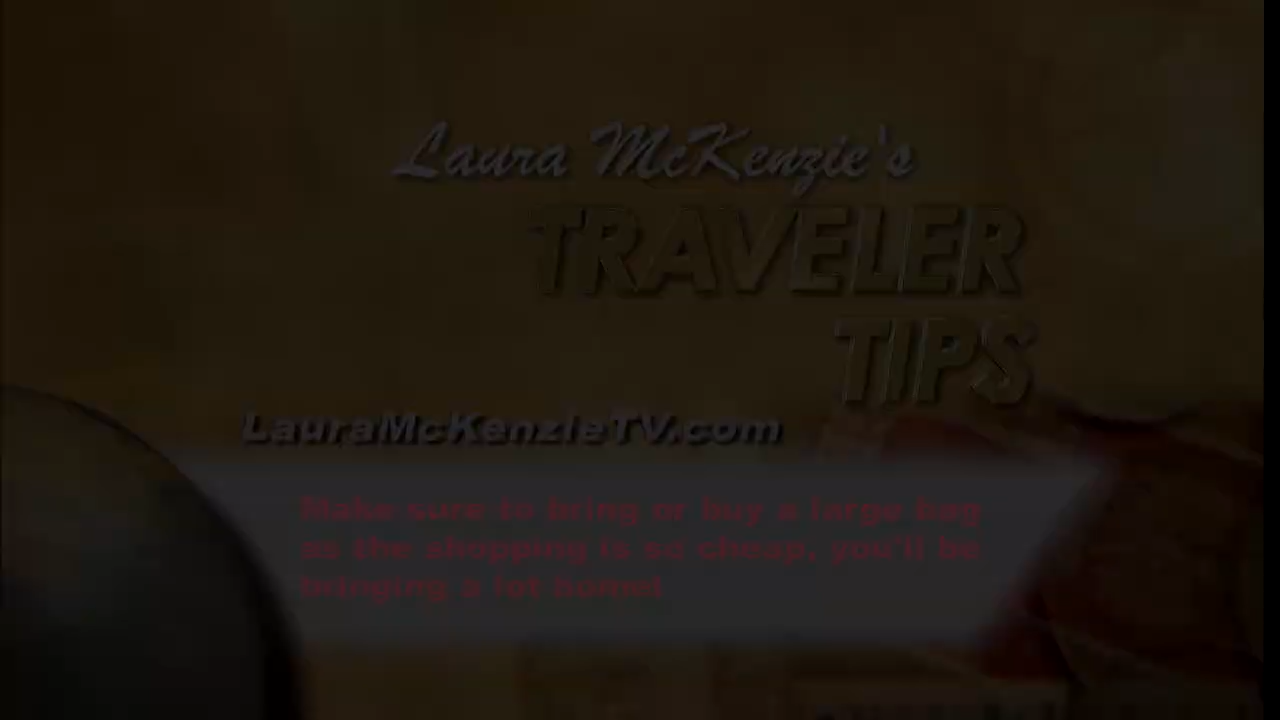 Laura McKenzie's
TRAVELER
TIPS
LauraMcKenzieTV.com
Make sure to bring or buy a large bag
as the shopping is so cheap, you'll be
bringing a lot home!